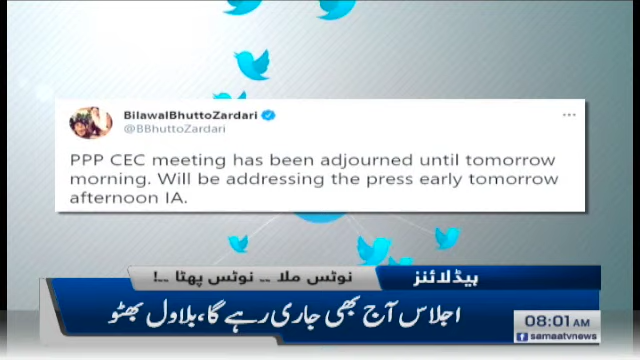 BilawalBhuttoZardari
@BBhuttoZardari
PPP CEC meeting has been adjourned until tomorrow
morning. Will be addressing the press early tomorrow
afternoon IA.
ہیڈلائنز
نوٹس ملا -- نوٹس پھٹا --!
اجلاس آج بھی جاری رہے گا، بلاول بھٹو
08:01 AM
f samaatvnews